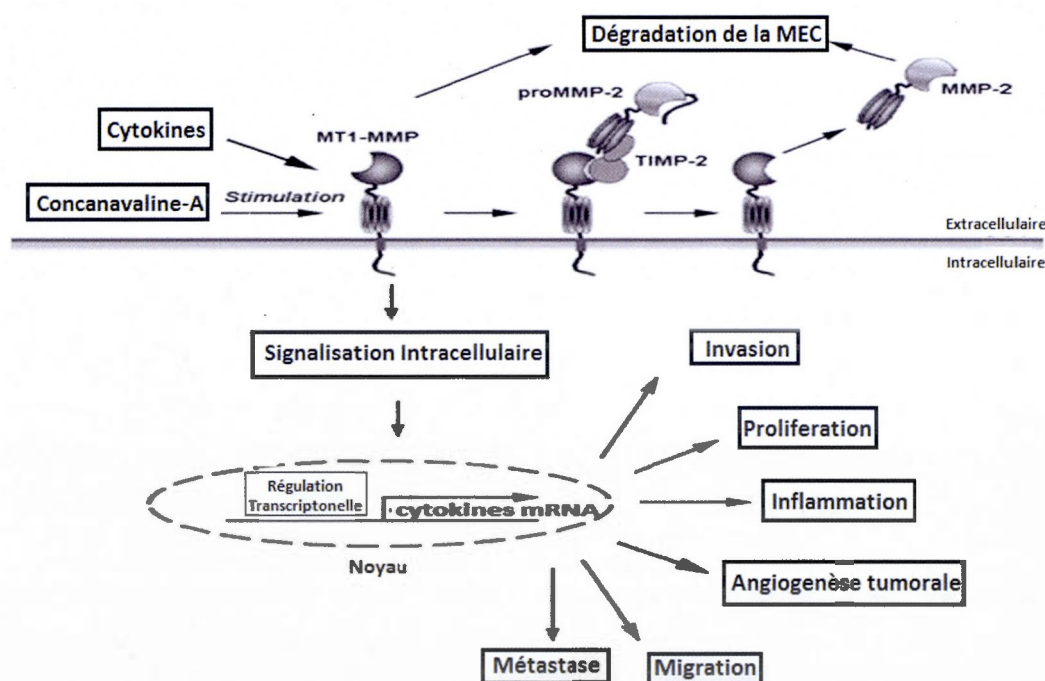 Dégradation de la MEC
proMMP-2
MMP-2
Cytokines
MT1-MMP
TIMP-2
Concanavaline-A
Stimulation
Extracellulaire
Intracellulaire
Signalisation Intracellulaire
Invasion
Proliferation
Régulation
Transcriptonelle
cytokines mRNA
Inflammation
Noyau
Angiogenèse tumorale
Métastase
Migration